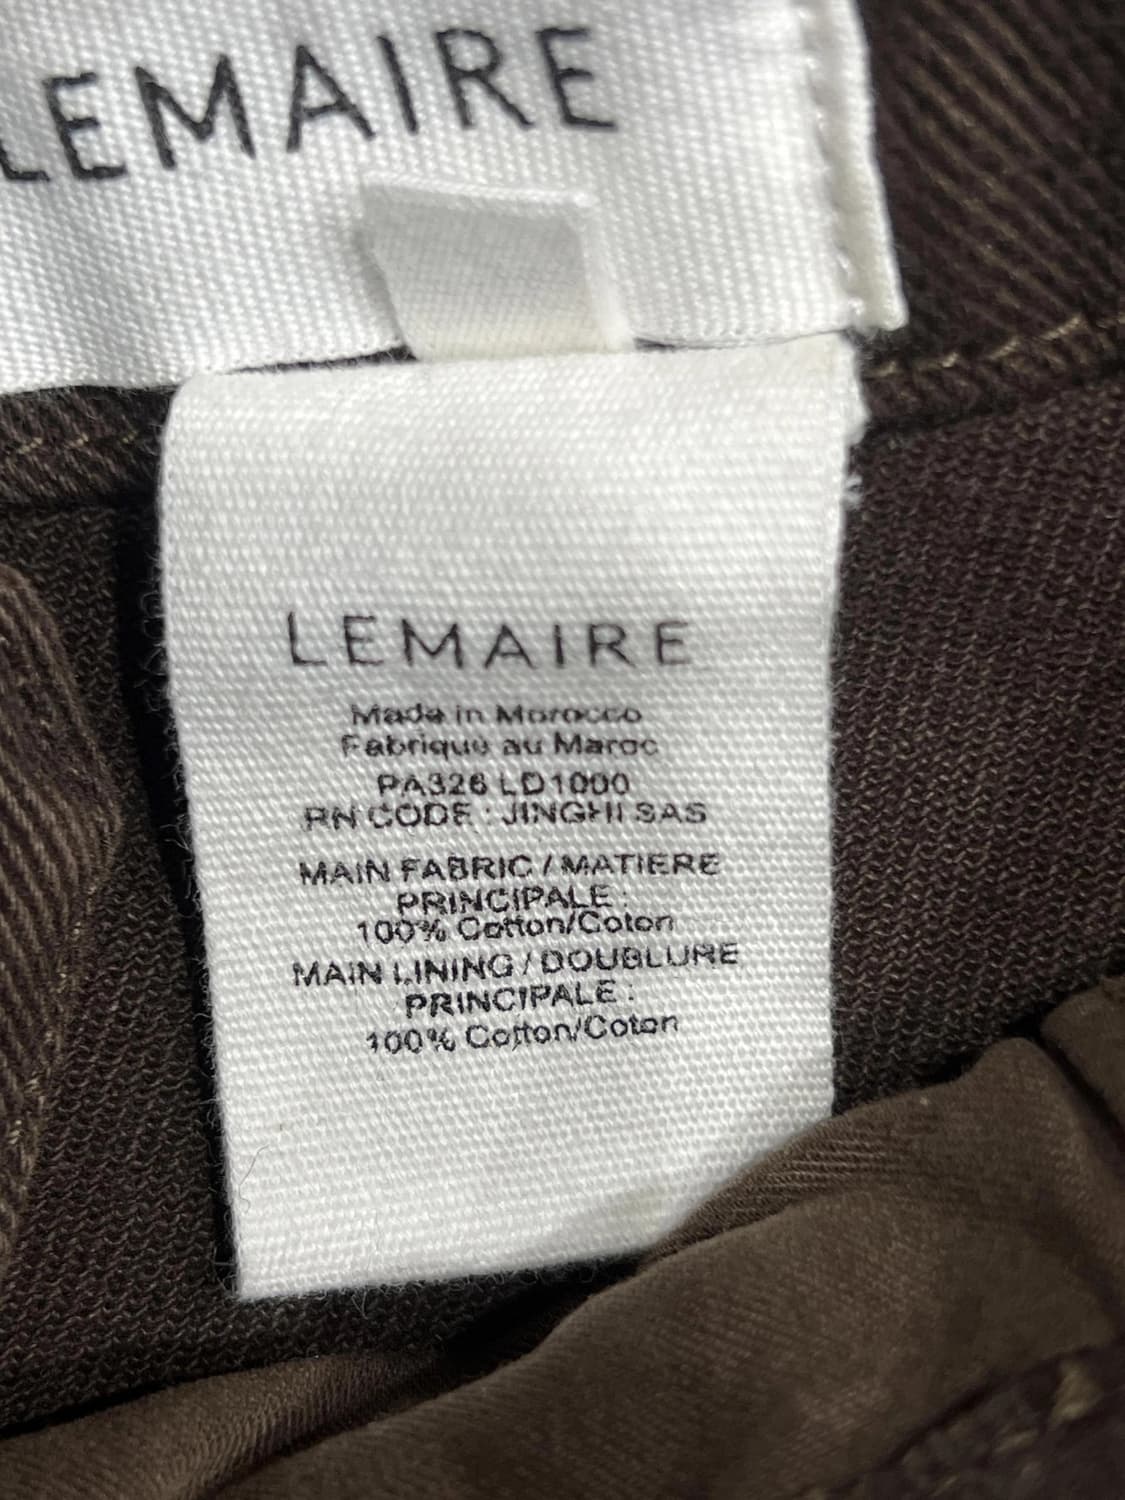 LEMAIRE
LEMAIRE
Made in Morocco
Fabriqué au Maroc
PA326 LD1000
RN CODE : JINGHI SAS
MAIN FABRIC / MATIERE
PRINCIPALE :
100% Cotton/Coton
MAIN LINING / DOUBLURE
PRINCIPALE :
100% Cotton/Coton